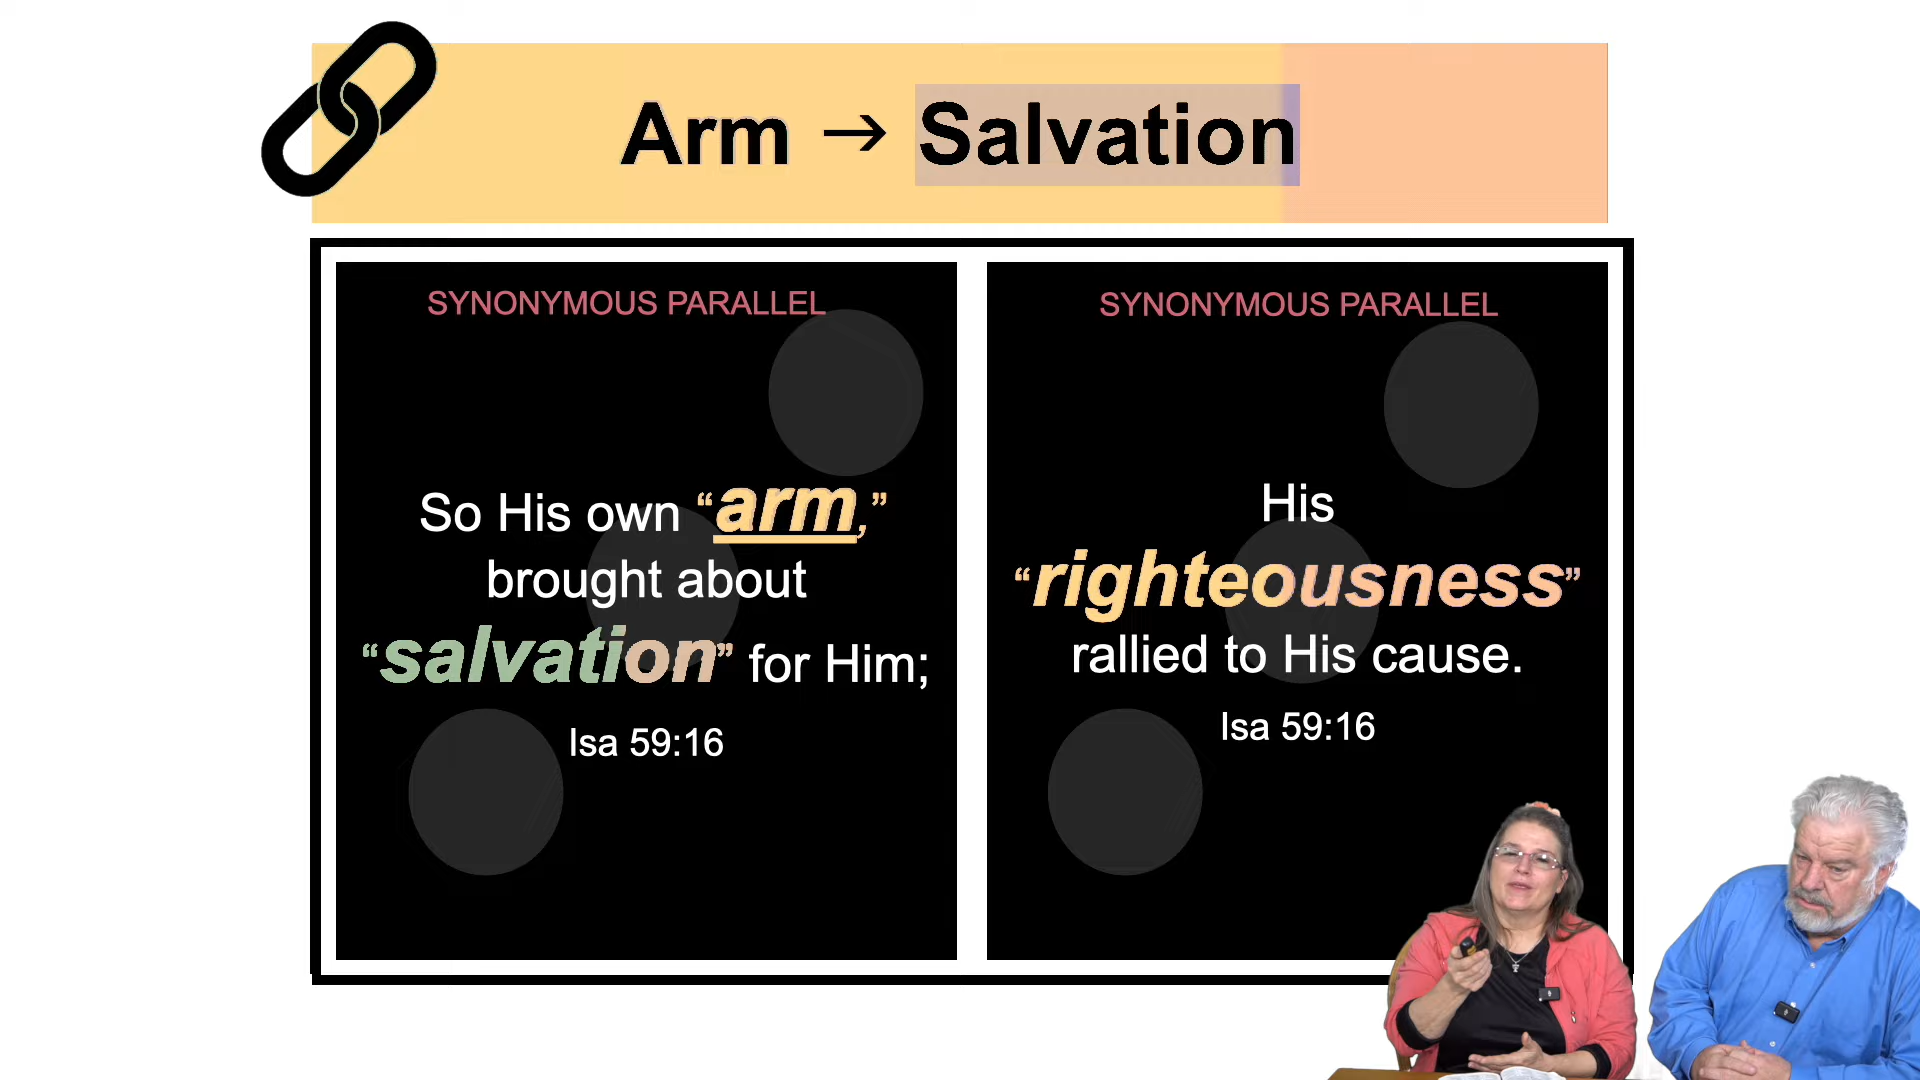 Arm → Salvation
SYNONYMOUS PARALLEL
So His own “arm,”
brought about
“salvation” for Him;
Isa 59:16
SYNONYMOUS PARALLEL
His
“righteousness”
rallied to His cause.
Isa 59:16